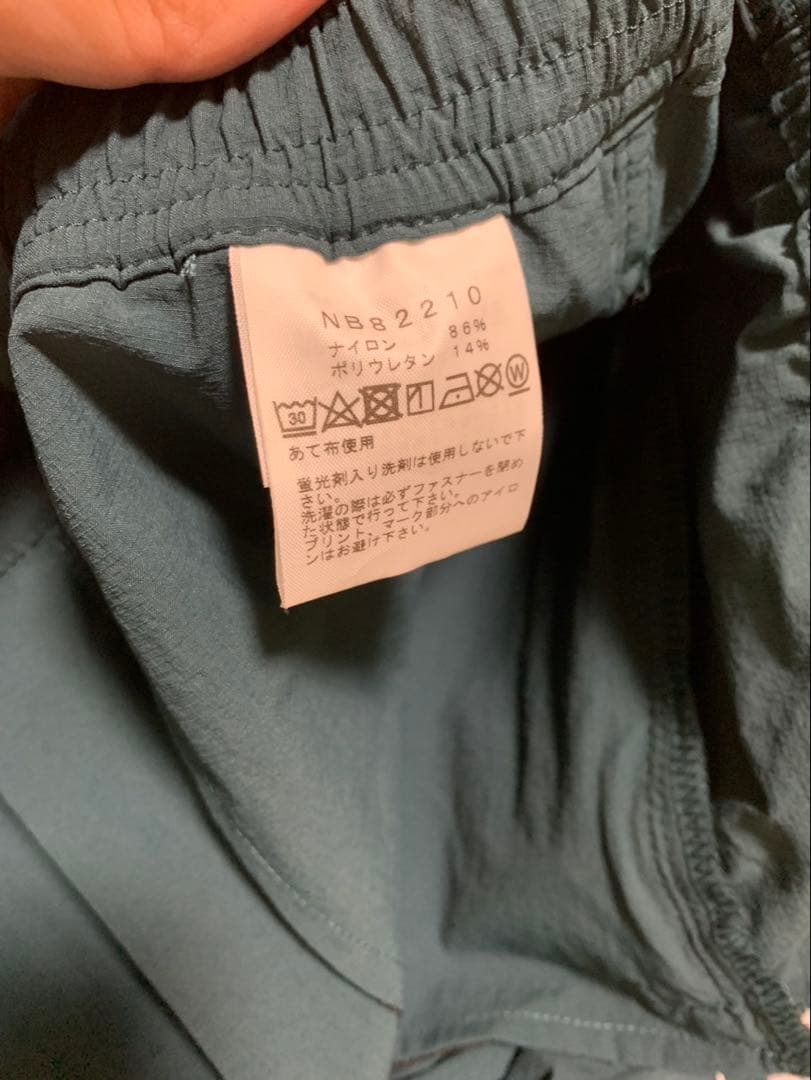 NB82210
ナイロン 86%
ポリウレタン 14%
30 W
あて布使用
蛍光剤入り洗剤は使用しないで下
さい。
洗濯の際は必ずファスナーを閉め
た状態で行って下さい。
プリント、マーク部分へのアイロ
ンはお避け下さい。